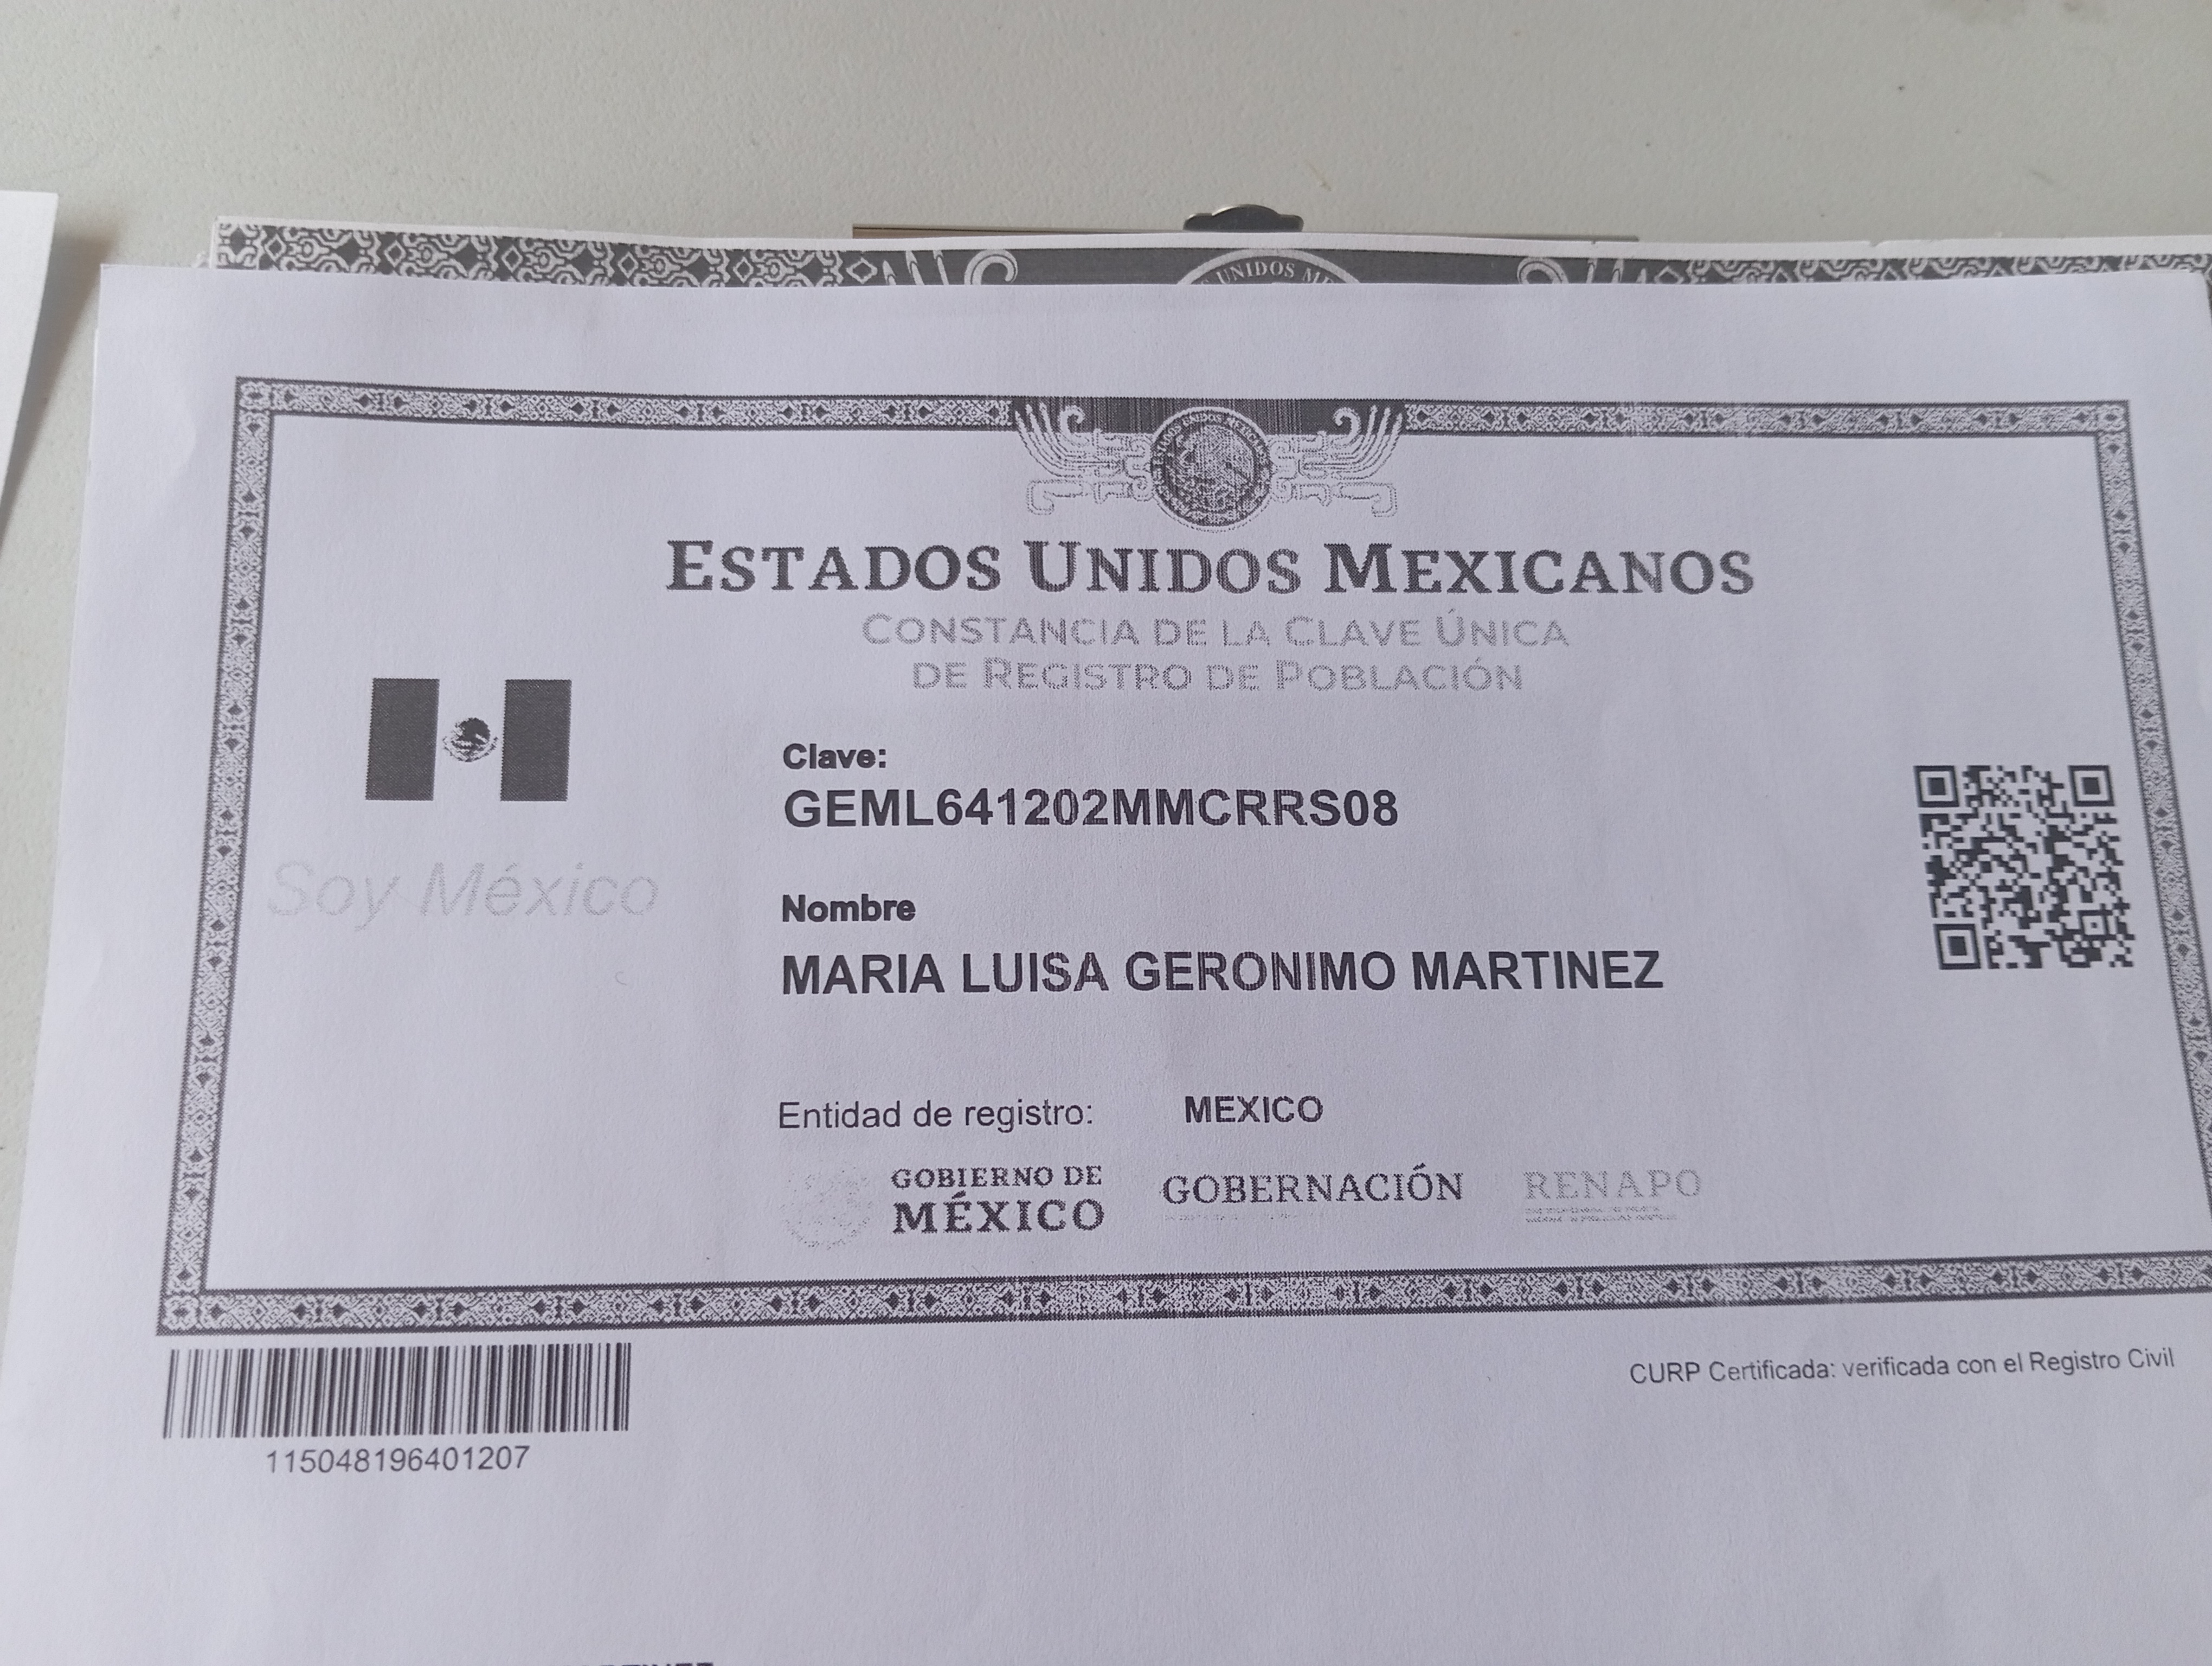 UNIDOS
ESTADOS UNIDOS MEXICANOS
CONSTANCIA DE LA CLAVE ÚNICA
DE REGISTRO DE POBLACIÓN
Soy México
Clave:
GEML641202MMCRRS08
Nombre
MARIA LUISA GERONIMO MARTINEZ
Entidad de registro: MEXICO
GOBIERNO DE
MÉXICO
GOBERNACIÓN
RENAPO
CURP Certificada: verificada con el Registro Civil
115048196401207